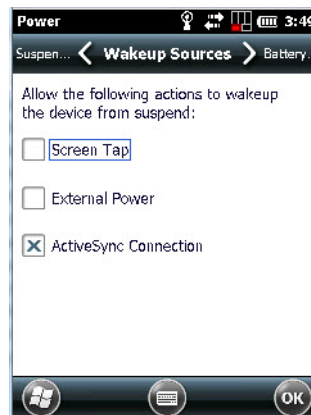 Power 3:49
Suspen... Wakeup Sources Battery.
Allow the following actions to wakeup
the device from suspend:
Screen Tap
External Power
ActiveSync Connection
OK